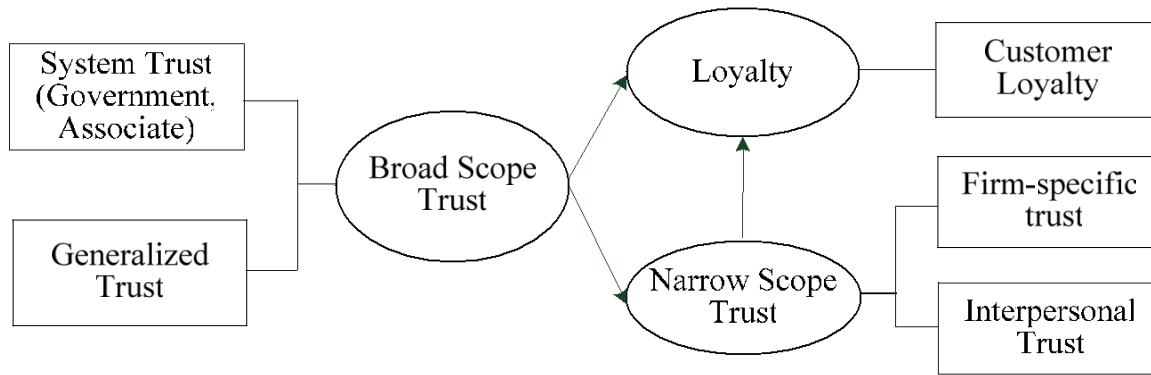 System Trust
(Government,
Associate)
Generalized
Trust
Broad Scope
Trust
Loyalty
Narrow Scope
Trust
Customer
Loyalty
Firm-specific
trust
Interpersonal
Trust